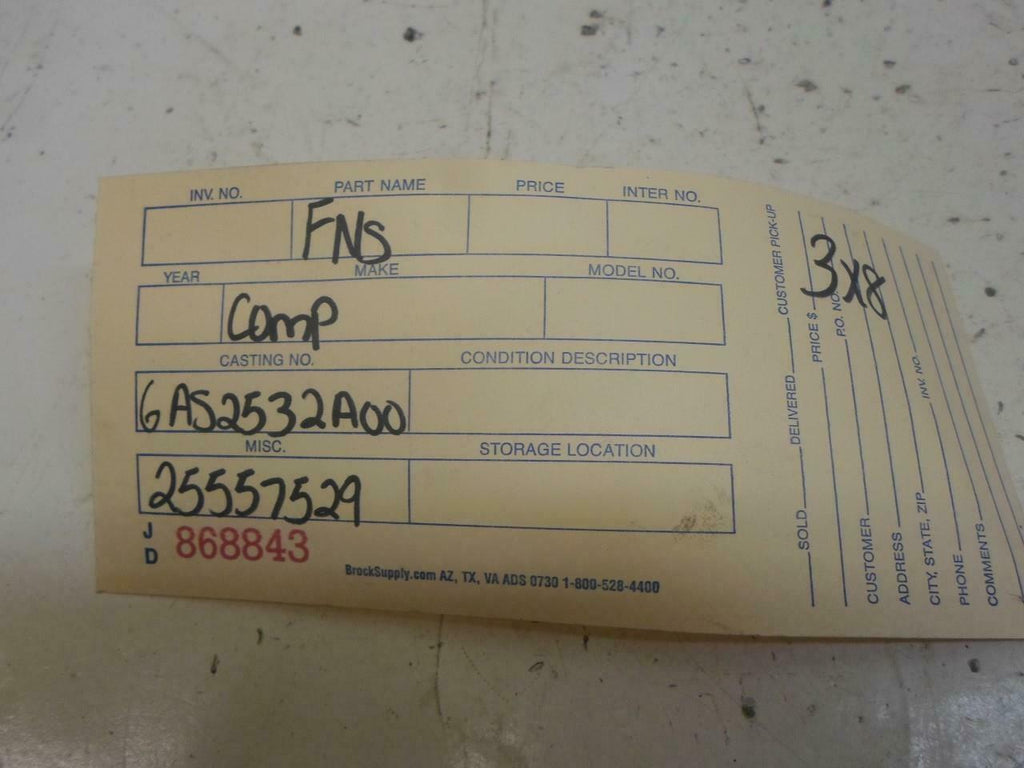 INV. NO. PART NAME PRICE INTER NO.
FNS
YEAR MAKE MODEL NO.
Comp
CASTING NO. CONDITION DESCRIPTION
6AS2532A00
MISC. STORAGE LOCATION
25557529
J D 868843
BrockSupply.com AZ, TX, VA ADS 0730 1-800-528-4400
SOLD DELIVERED CUSTOMER PICK-UP
3x8
PRICE $
P.O. NO.
CUSTOMER
ADDRESS INV. NO.
CITY, STATE, ZIP
PHONE
COMMENTS